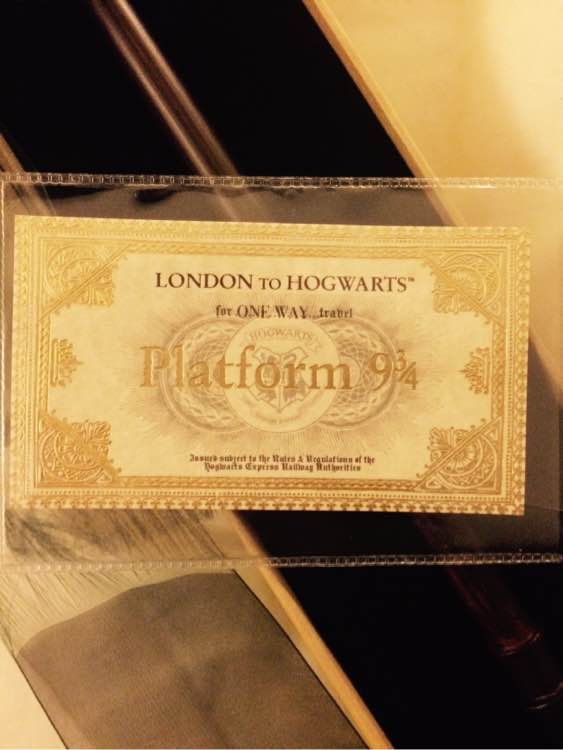 LONDON TO HOGWARTS™
for ONE WAY...travel
HOGWARTS
Platform 9¾
Issued subject to the Rules & Regulations of the
Hogwarts Express Railway Authorities